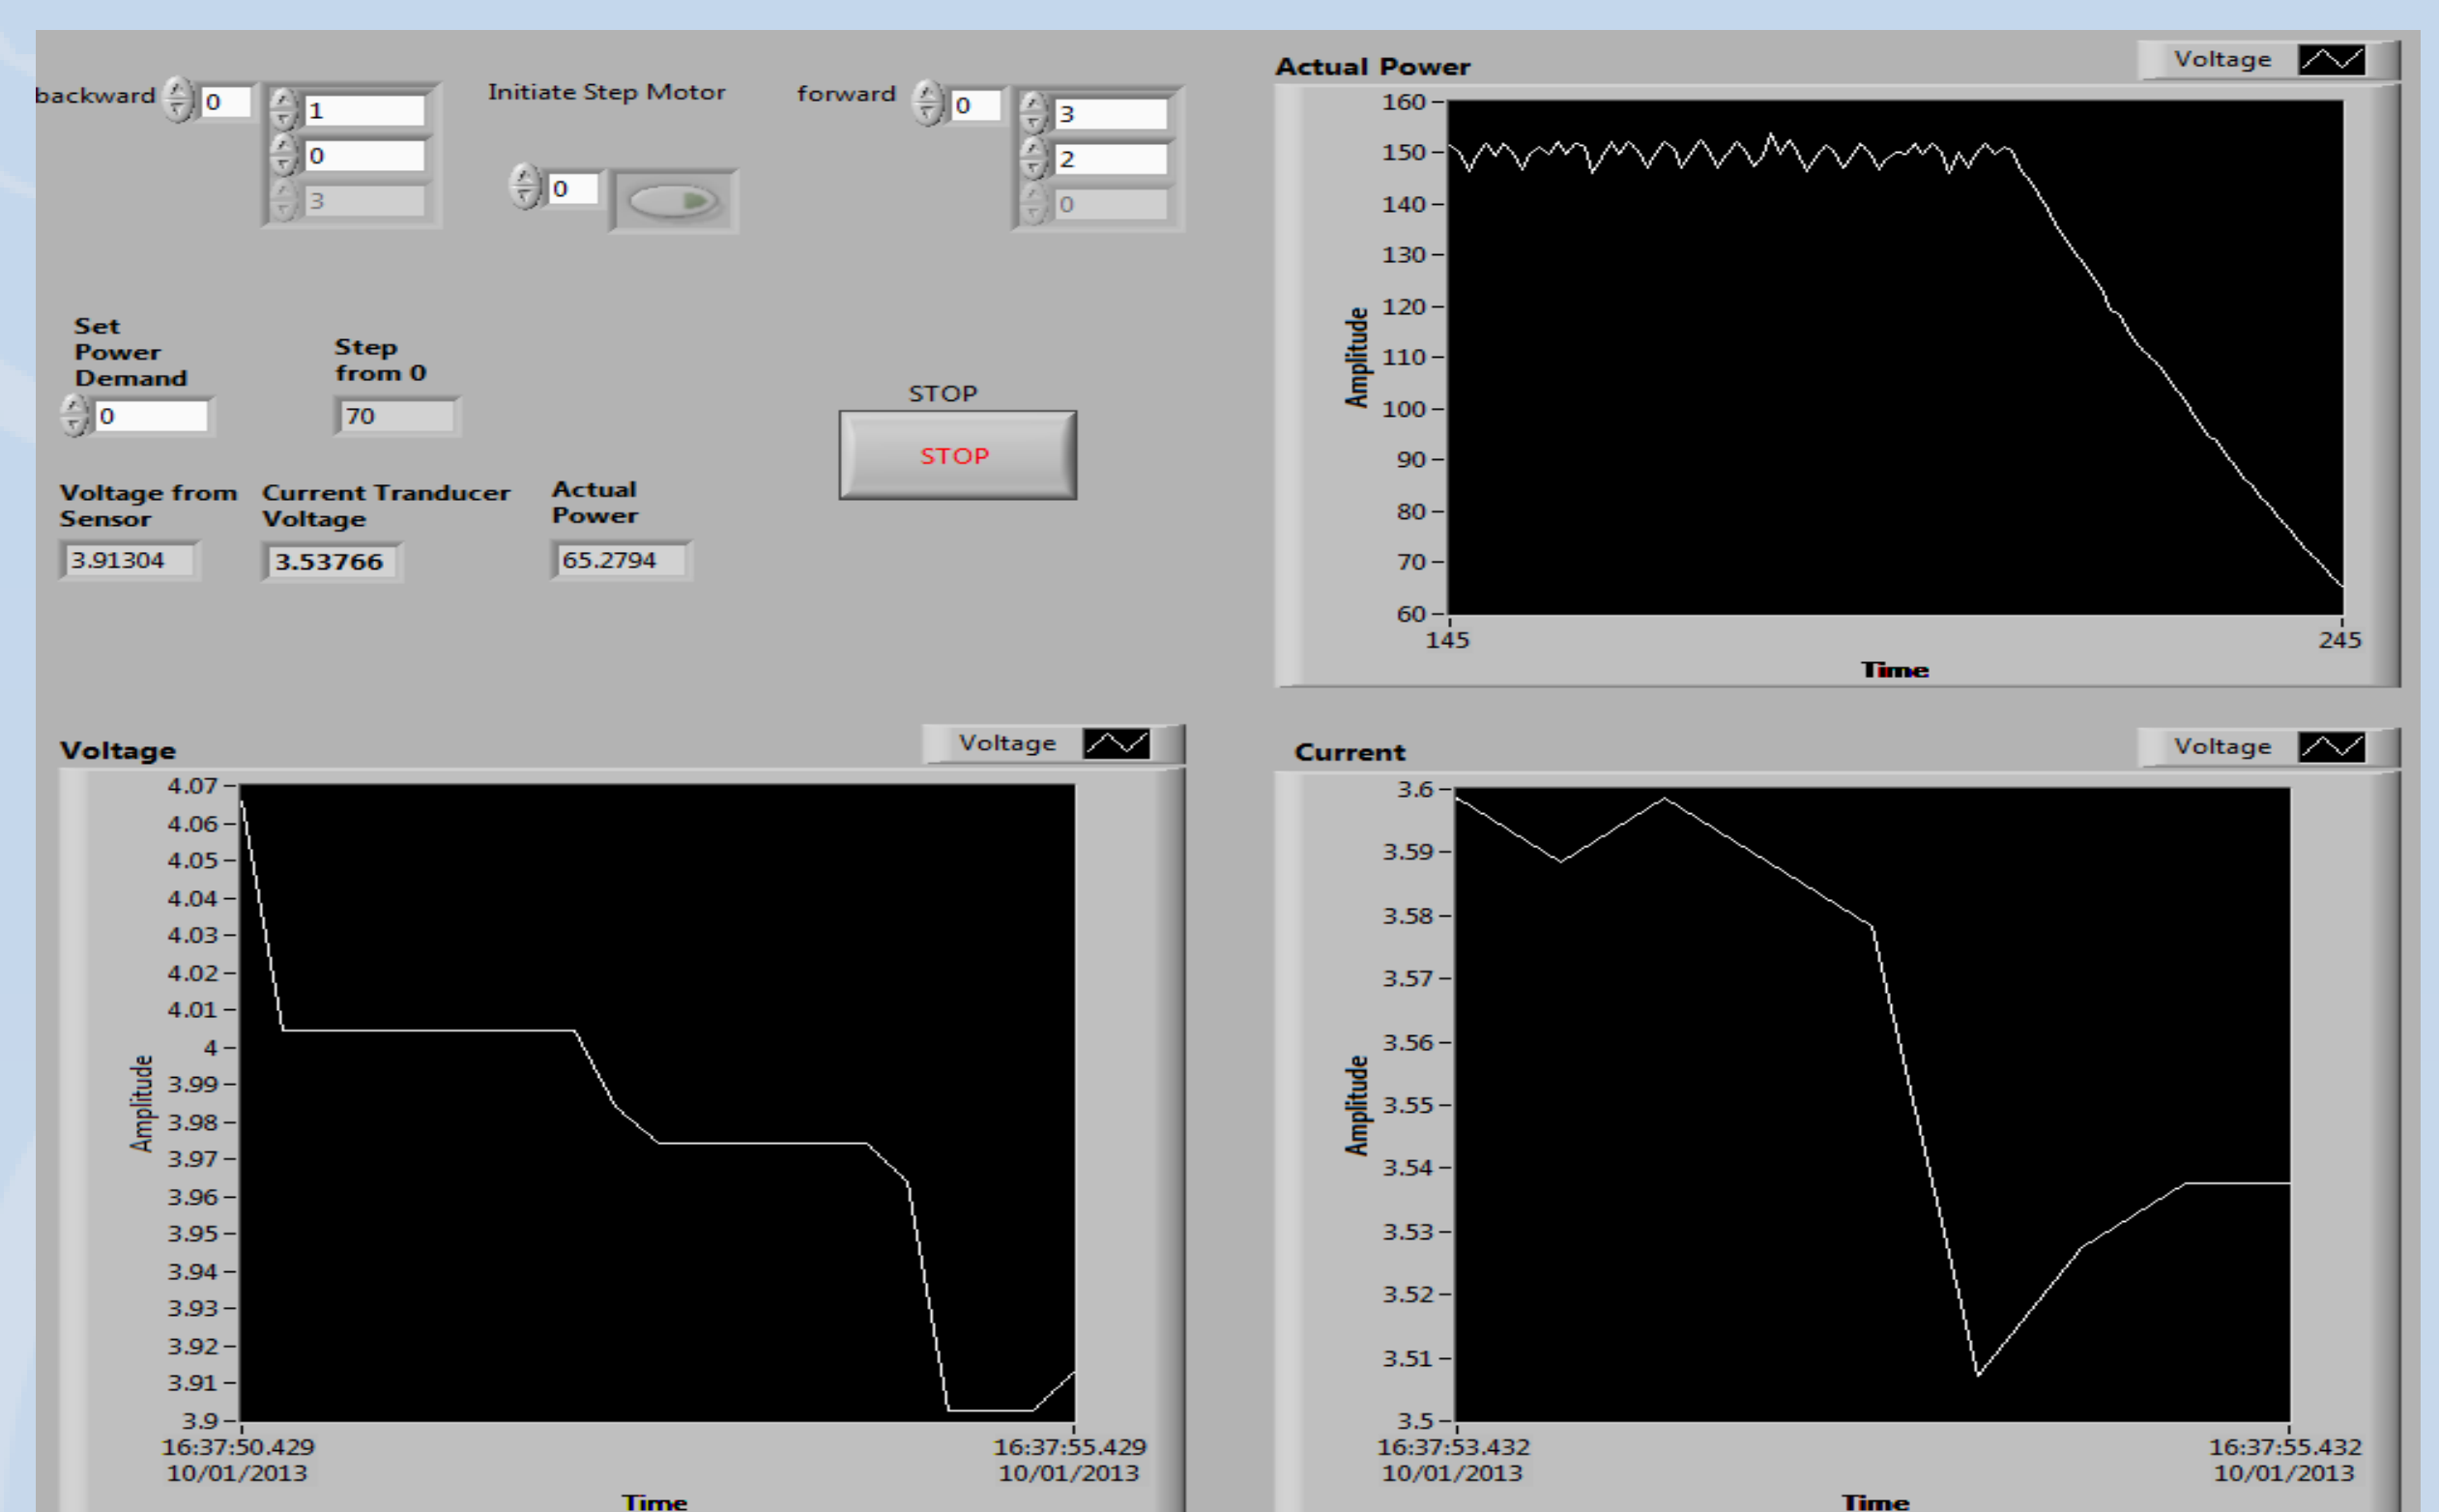 backward
0
1
0
3
Initiate Step Motor
0
forward
0
3
2
0
Set
Power
Demand
0
Step
from 0
70
STOP
STOP
Voltage from
Sensor
3.91304
Current Tranducer
Voltage
3.53766
Actual
Power
65.2794
Actual Power
Voltage
160
150
140
130
120
110
100
90
80
70
60
Amplitude
145
245
Time
Voltage
Voltage
4.07
4.06
4.05
4.04
4.03
4.02
4.01
4
3.99
3.98
3.97
3.96
3.95
3.94
3.93
3.92
3.91
3.9
Amplitude
16:37:50.429
10/01/2013
16:37:55.429
10/01/2013
Time
Current
Voltage
3.6
3.59
3.58
3.57
3.56
3.55
3.54
3.53
3.52
3.51
3.5
Amplitude
16:37:53.432
10/01/2013
16:37:55.432
10/01/2013
Time